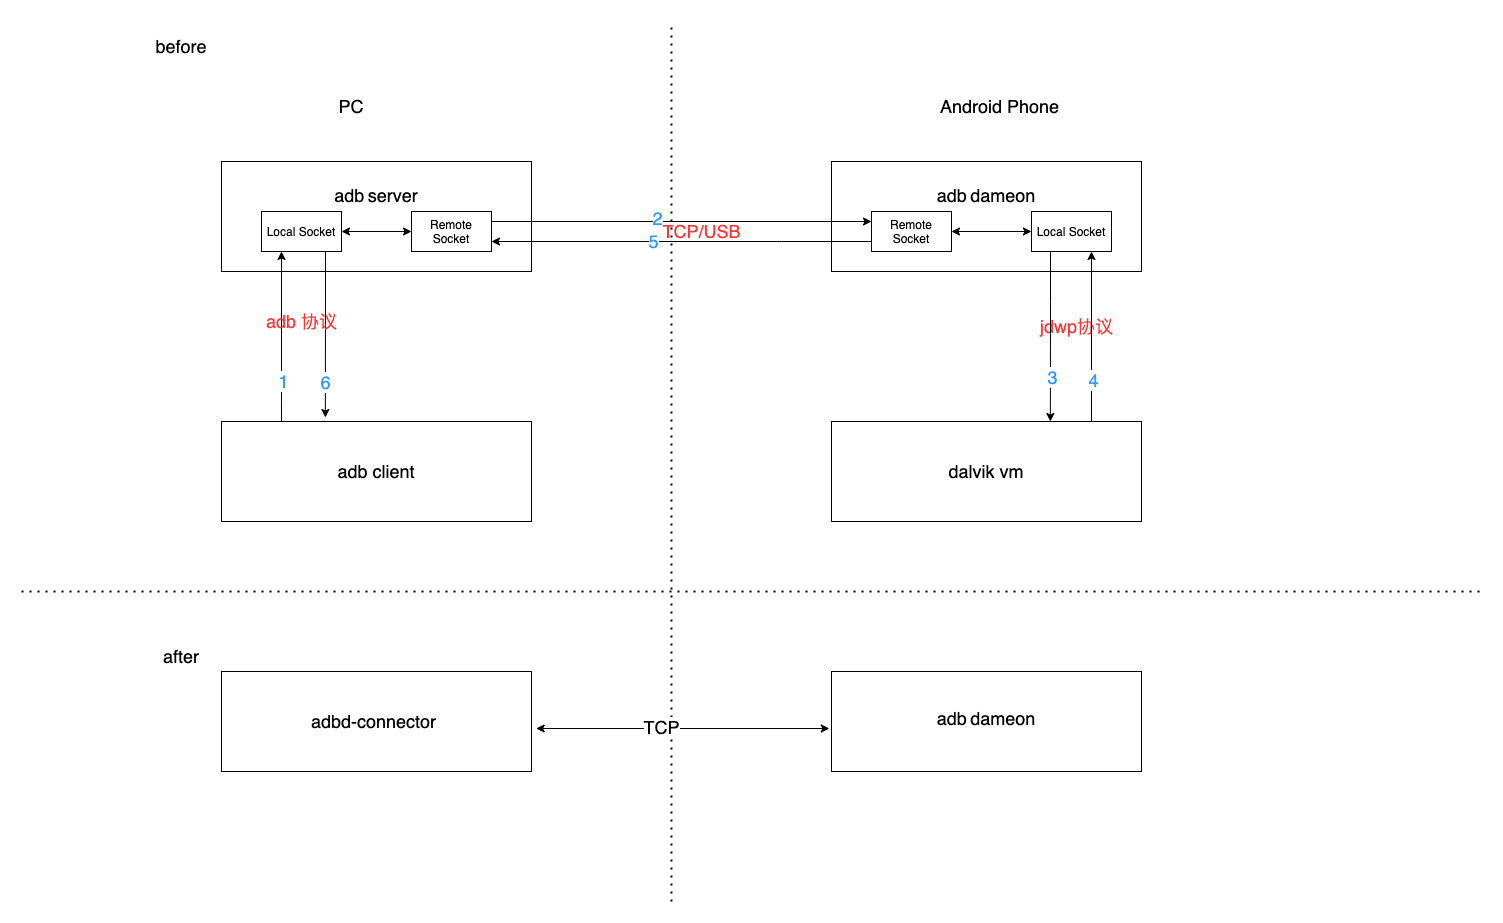 before
PC
Android Phone
adb server
adb dameon
Local Socket
Remote
Socket
Remote
Socket
Local Socket
2
TCP/USB
5
adb 协议
jdwp协议
1
6
3
4
adb client
dalvik vm
after
adbd-connector
TCP
adb dameon